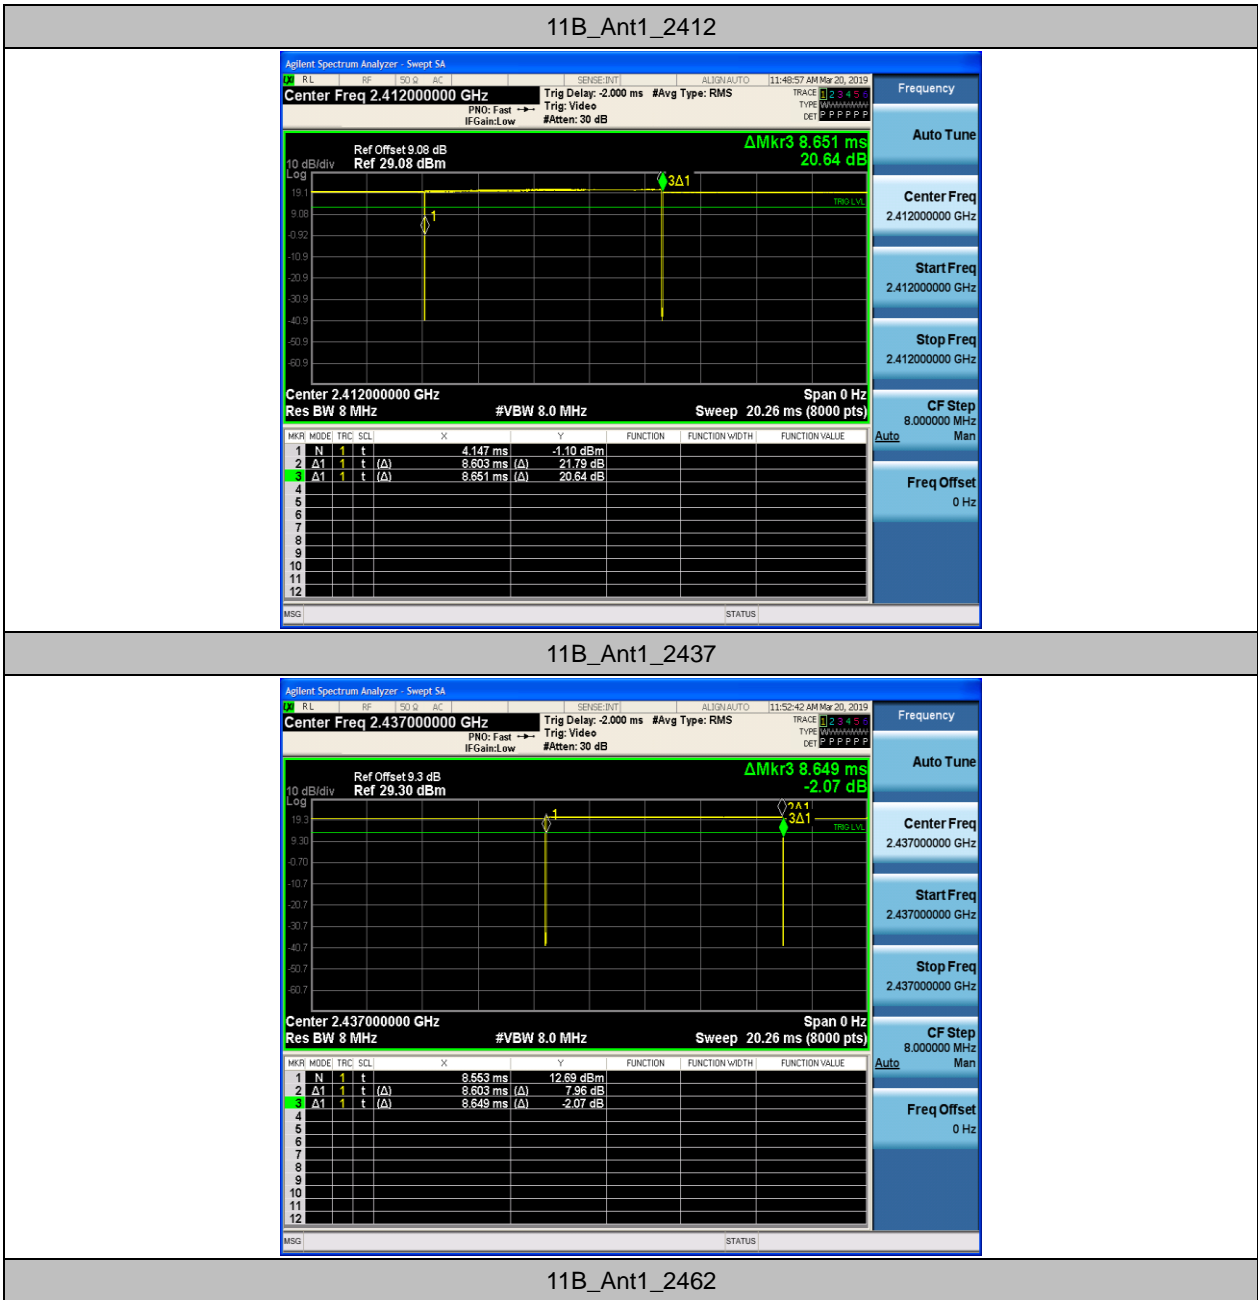 11B_Ant1_2412
Agilent Spectrum Analyzer - Swept SA
LXI RL RF 50 Ω AC SENSE:INT ALIGNAUTO 11:48:57 AM Mar 20, 2019
Center Freq 2.412000000 GHz Trig Delay: -2.000 ms #Avg Type: RMS TRACE 1 2 3 4 5 6
PNO: Fast Trig: Video TYPE WWWWWW
IFGain:Low #Atten: 30 dB DET P P P P P P
Frequency
Auto Tune
Center Freq
2.412000000 GHz
Start Freq
2.412000000 GHz
Stop Freq
2.412000000 GHz
CF Step
8.000000 MHz
Auto Man
Freq Offset
0 Hz
ΔMkr3 8.651 ms
20.64 dB
Ref Offset 9.08 dB
10 dB/div Ref 29.08 dBm
Log
19.1
9.08
-0.92
-10.9
-20.9
-30.9
-40.9
-50.9
-60.9
1
3Δ1
TRIG LVL
Center 2.412000000 GHz Span 0 Hz
Res BW 8 MHz #VBW 8.0 MHz Sweep 20.26 ms (8000 pts)
MKR MODE TRC SCL X Y FUNCTION FUNCTION WIDTH FUNCTION VALUE
1 N 1 t 4.147 ms -1.10 dBm
2 Δ1 1 t (Δ) 8.603 ms (Δ) 21.79 dB
3 Δ1 1 t (Δ) 8.651 ms (Δ) 20.64 dB
4
5
6
7
8
9
10
11
12
MSG STATUS
11B_Ant1_2437
Agilent Spectrum Analyzer - Swept SA
LXI RL RF 50 Ω AC SENSE:INT ALIGNAUTO 11:52:42 AM Mar 20, 2019
Center Freq 2.437000000 GHz Trig Delay: -2.000 ms #Avg Type: RMS TRACE 1 2 3 4 5 6
PNO: Fast Trig: Video TYPE WWWWWW
IFGain:Low #Atten: 30 dB DET P P P P P P
Frequency
Auto Tune
Center Freq
2.437000000 GHz
Start Freq
2.437000000 GHz
Stop Freq
2.437000000 GHz
CF Step
8.000000 MHz
Auto Man
Freq Offset
0 Hz
ΔMkr3 8.649 ms
-2.07 dB
Ref Offset 9.3 dB
10 dB/div Ref 29.30 dBm
Log
19.3
9.30
-0.70
-10.7
-20.7
-30.7
-40.7
-50.7
-60.7
1
2Δ1
3Δ1
TRIG LVL
Center 2.437000000 GHz Span 0 Hz
Res BW 8 MHz #VBW 8.0 MHz Sweep 20.26 ms (8000 pts)
MKR MODE TRC SCL X Y FUNCTION FUNCTION WIDTH FUNCTION VALUE
1 N 1 t 8.553 ms 12.69 dBm
2 Δ1 1 t (Δ) 8.603 ms (Δ) 7.96 dB
3 Δ1 1 t (Δ) 8.649 ms (Δ) -2.07 dB
4
5
6
7
8
9
10
11
12
MSG STATUS
11B_Ant1_2462